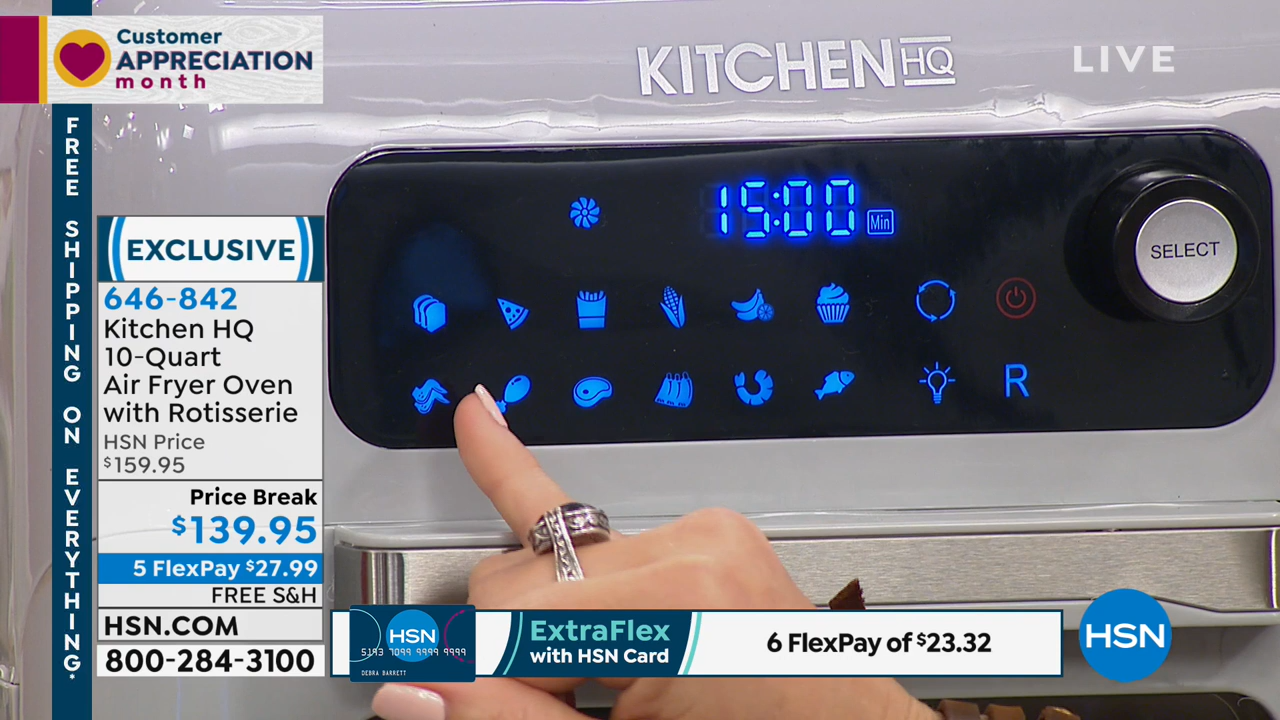 Customer
APPRECIATION
month
KITCHEN HQ
LIVE
FREE SHIPPING ON EVERYTHING*
15:00 Min
SELECT
R
EXCLUSIVE
646-842
Kitchen HQ
10-Quart
Air Fryer Oven
with Rotisserie
HSN Price
$159.95
Price Break
$139.95
5 FlexPay $27.99
FREE S&H
HSN.COM
800-284-3100
HSN
5193 7099 9999 9999
DEBRA BARRETT
ExtraFlex
with HSN Card
6 FlexPay of $23.32
HSN